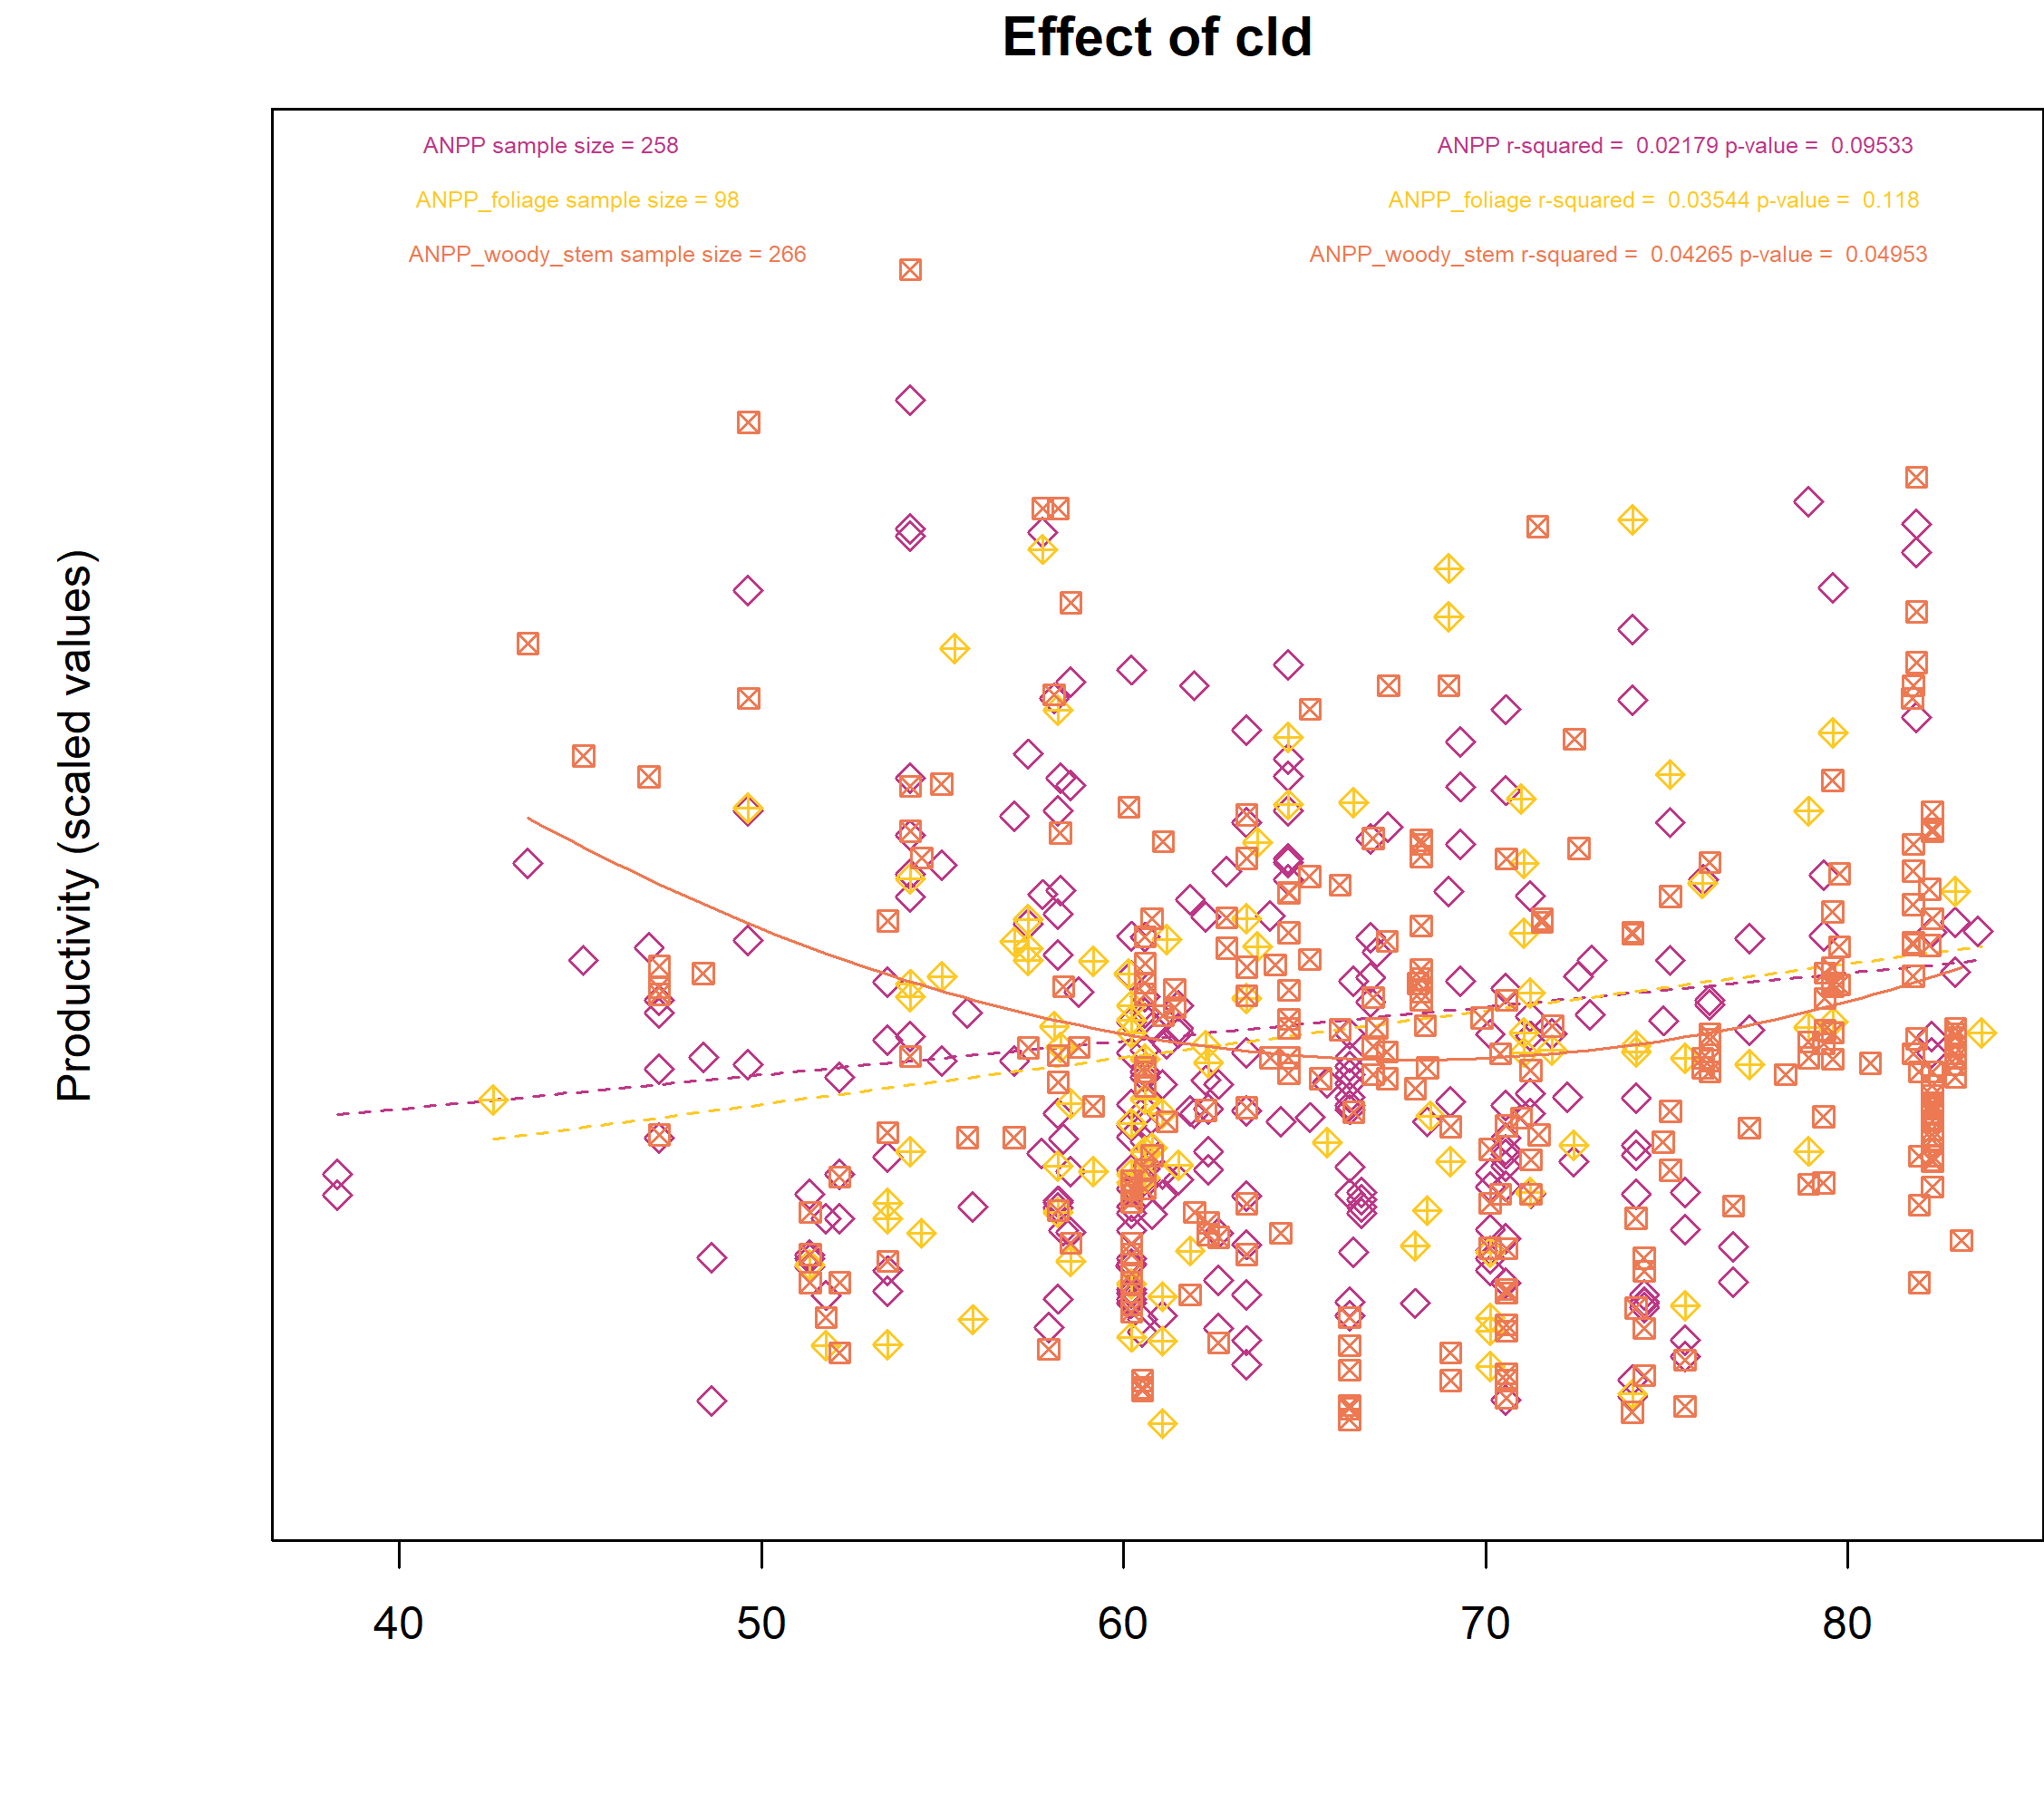 Effect of cld
ANPP sample size = 258
ANPP r-squared =  0.02179 p-value =  0.09533
ANPP_foliage sample size = 98
ANPP_foliage r-squared =  0.03544 p-value =  0.118
ANPP_woody_stem sample size = 266
ANPP_woody_stem r-squared =  0.04265 p-value =  0.04953
Productivity (scaled values)
40 50 60 70 80